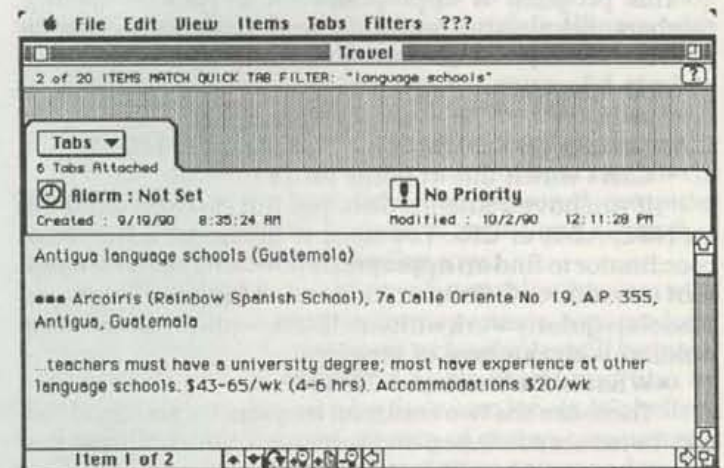 File Edit View Items Tabs Filters ???
Travel
2 of 20 ITEMS MATCH QUICK TAB FILTER: "language schools" ?
Tabs
6 Tabs Attached
Alarm : Not Set ! No Priority
Created : 9/19/90 8:35:24 AM Modified : 10/2/90 12:11:28 PM
Antigua language schools (Guatemala)
●●● Arcoiris (Rainbow Spanish School), 7a Calle Oriente No 19, A.P. 355,
Antigua, Guatemala
...teachers must have a university degree; most have experience at other
language schools. $43-65/wk (4-6 hrs). Accommodations $20/wk
Item 1 of 2